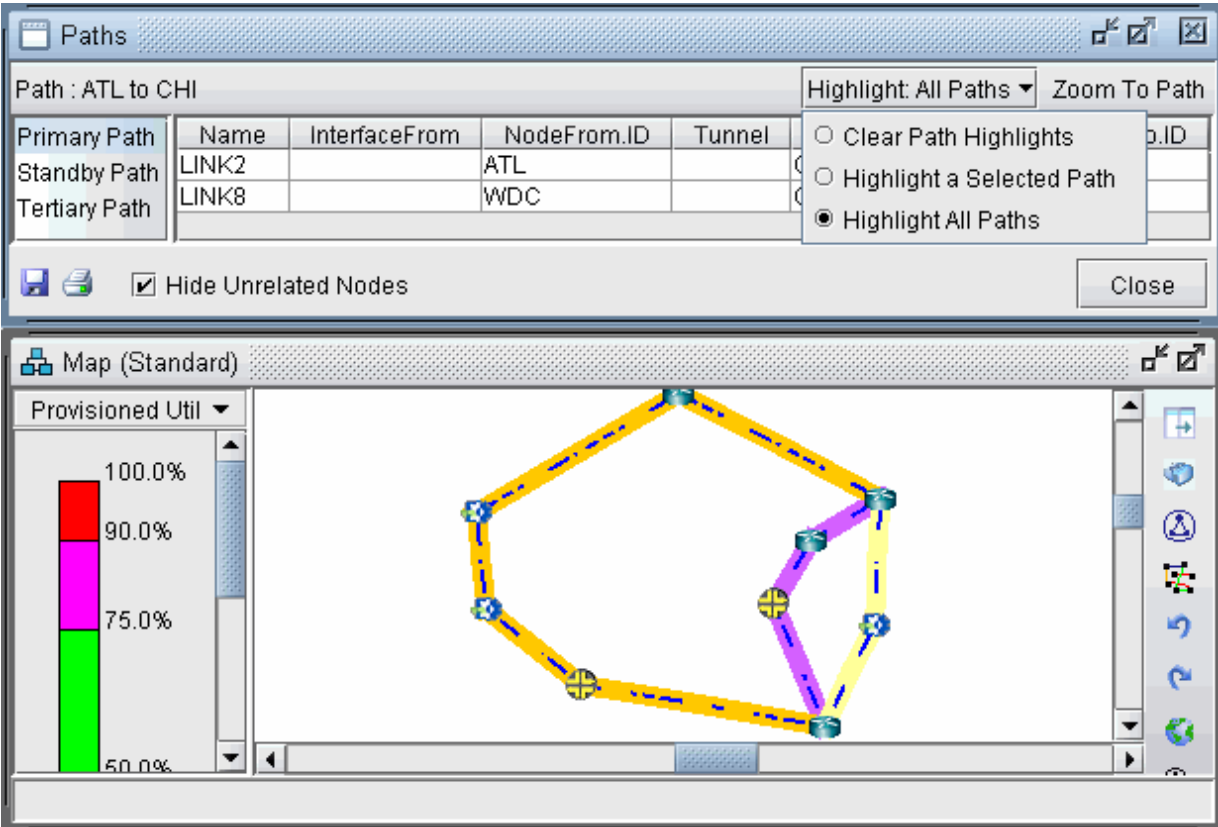 Paths
Path : ATL to CHI
Highlight: All Paths
Zoom To Path
Primary Path
Standby Path
Tertiary Path
Name InterfaceFrom NodeFrom.ID Tunnel
LINK2 ATL
LINK8 WDC
Clear Path Highlights
Highlight a Selected Path
Highlight All Paths
Hide Unrelated Nodes
Close
Map (Standard)
Provisioned Util
100.0%
90.0%
75.0%
50.0%